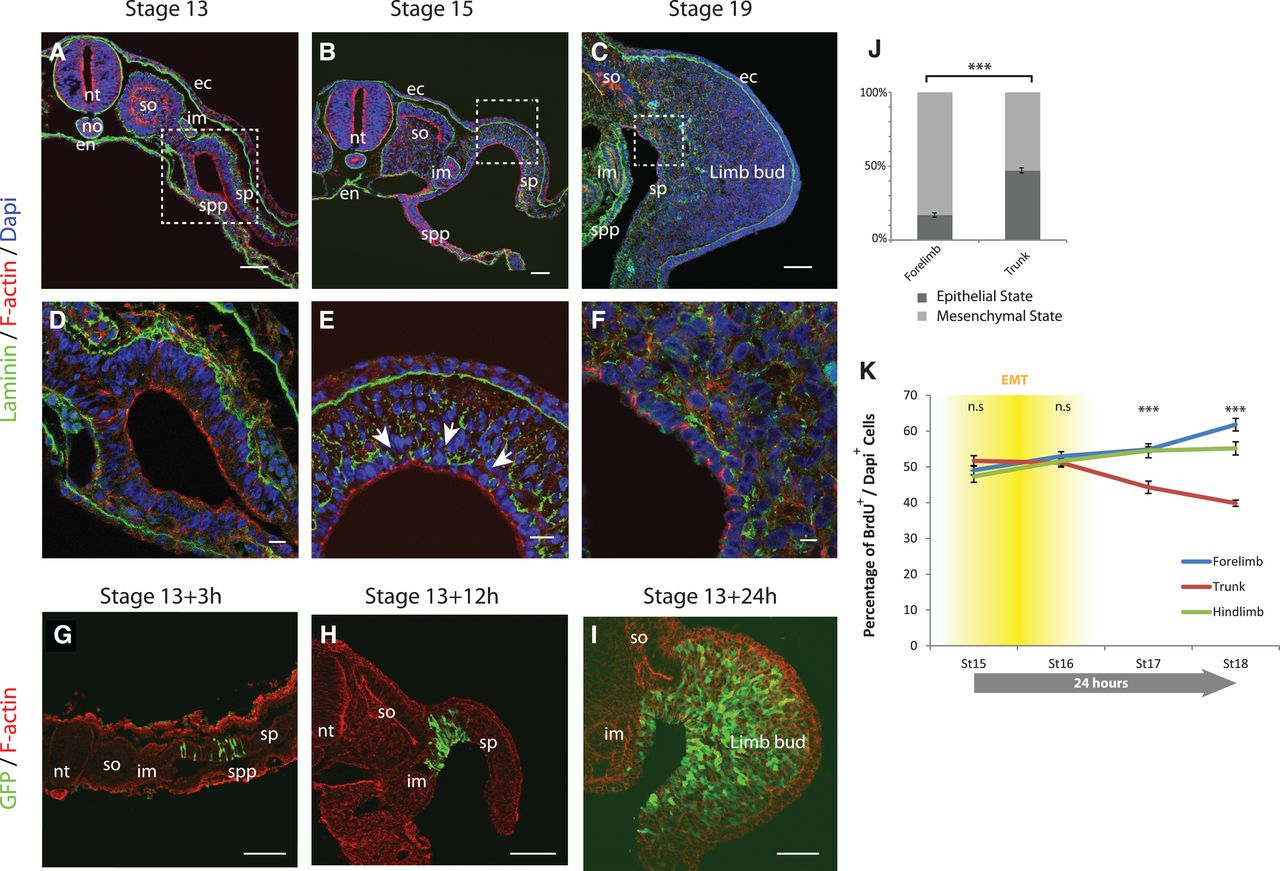 Stage 13
Stage 15
Stage 19
Laminin / F-actin / Dapi
A
nt
no
en
so
im
ec
sp
spp
B
ec
nt
so
im
en
sp
spp
C
so
ec
im
sp
spp
Limb bud
D
E
F
Stage 13+3h
Stage 13+12h
Stage 13+24h
GFP / F-actin
G
nt
so
im
sp
spp
H
nt
so
im
sp
I
so
im
Limb bud
J
***
100%
50%
0%
Forelimb
Trunk
Epithelial State
Mesenchymal State
K
EMT
Percentage of BrdU+ / Dapi+ Cells
70
60
50
40
30
20
10
0
n.s
n.s
***
***
Forelimb
Trunk
Hindlimb
St15
St16
St17
St18
24 hours